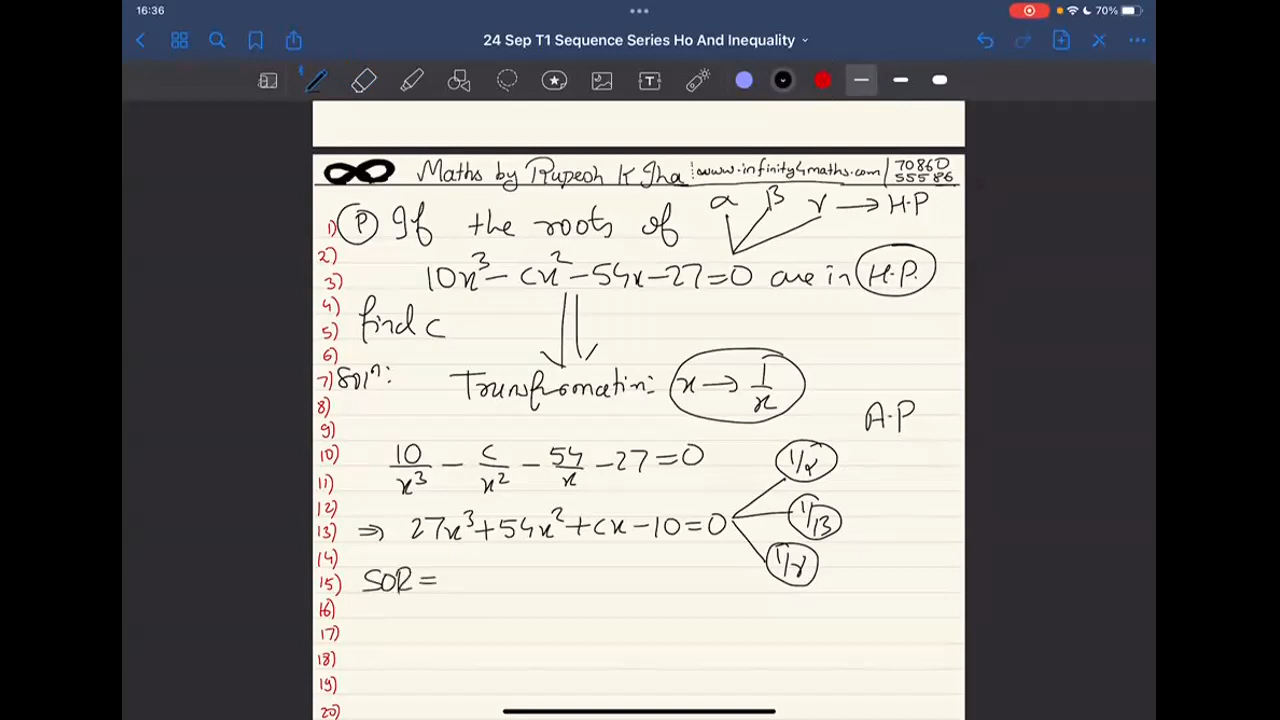 16:36
70%
24 Sep T1 Sequence Series Ho And Inequality
Maths by Rupesh K Jha www.infinity4maths.com 70860 55586
α β γ → H.P
1) (P) If the roots of
2)
3) 10x³ - cx² - 54x - 27 = 0 are in H.P.
4)
5) find c
6)
7) Solⁿ: Transformation: x → 1/x
8) A.P
9)
10) 10/x³ - c/x² - 54/x - 27 = 0 1/α
11)
12)
13) ⇒ 27x³ + 54x² + cx - 10 = 0 1/β
14) 1/γ
15) SOR =
16)
17)
18)
19)
20)